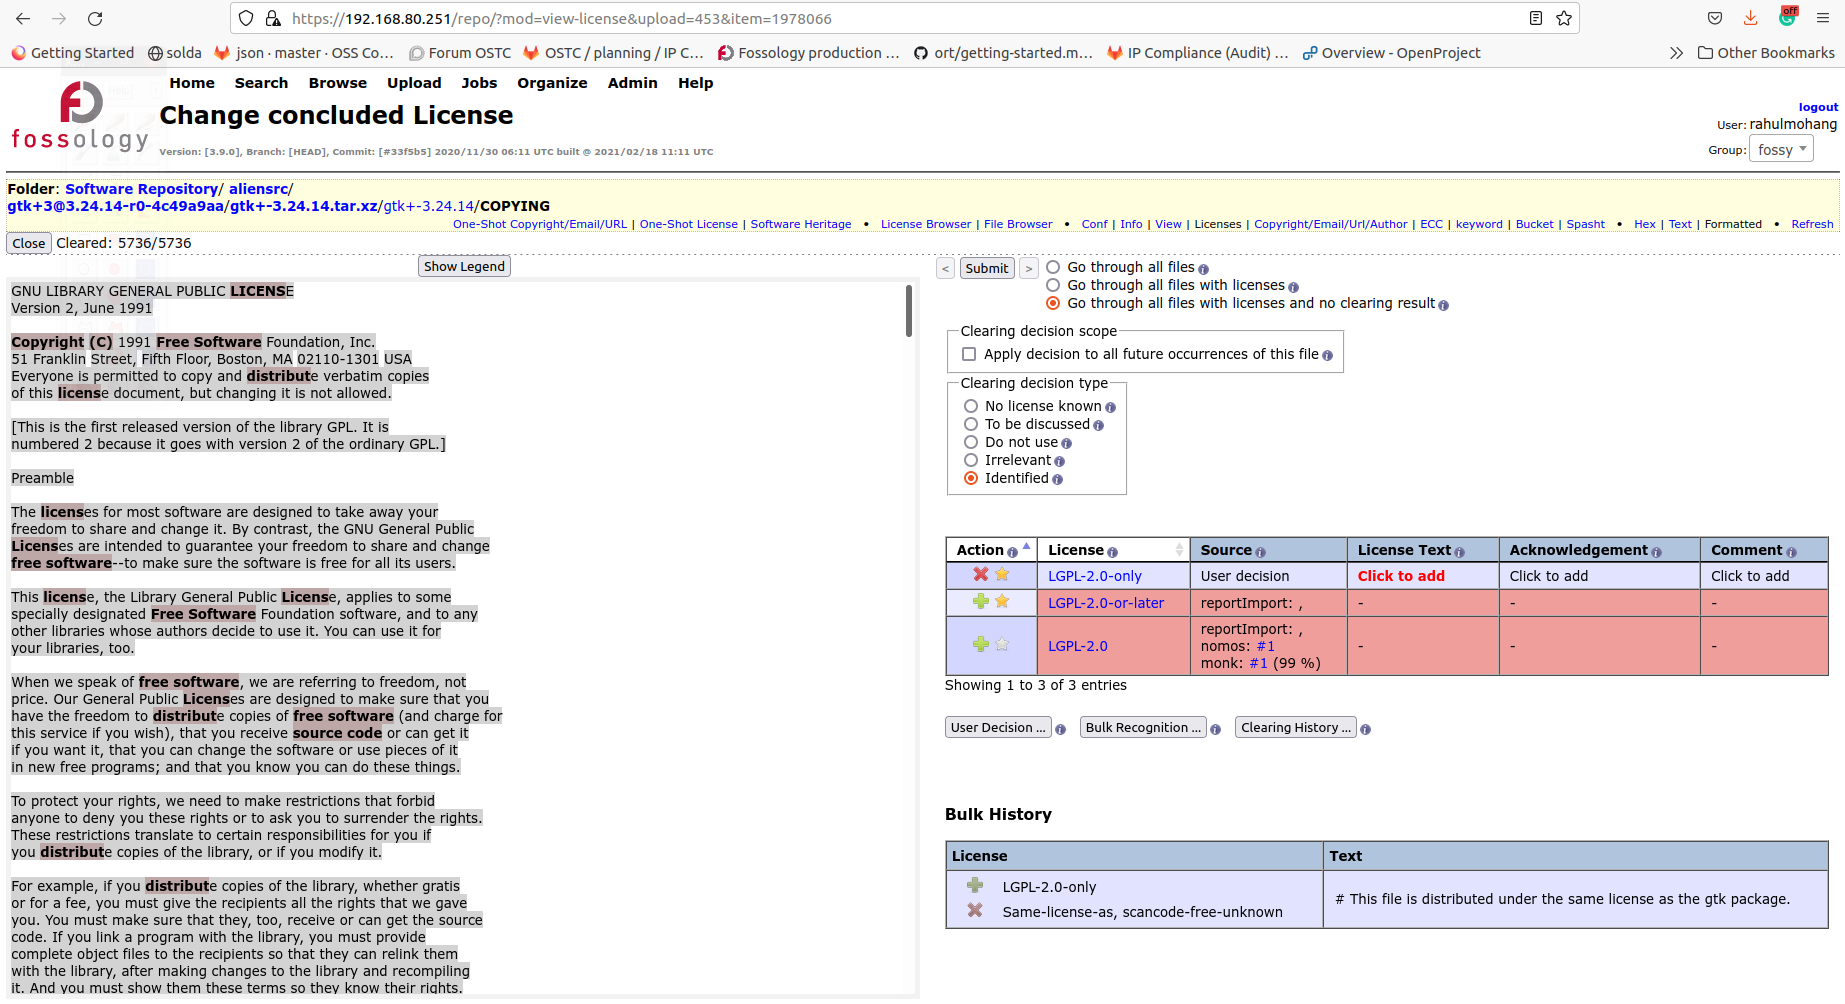 https://192.168.80.251/repo/?mod=view-license&upload=453&item=1978066
off
Getting Started
solda
json · master · OSS Co…
Forum OSTC
OSTC / planning / IP C…
Fossology production …
ort/getting-started.m…
IP Compliance (Audit) …
Overview - OpenProject
Other Bookmarks
Home Search Browse Upload Jobs Organize Admin Help
fossology
Change concluded License
Version: [3.9.0], Branch: [HEAD], Commit: [#33f5b5] 2020/11/30 06:11 UTC built @ 2021/02/18 11:11 UTC
logout
User: rahulmohang
Group: fossy
Folder: Software Repository/ aliensrc/
gtk+3@3.24.14-r0-4c49a9aa/gtk+-3.24.14.tar.xz/gtk+-3.24.14/COPYING
One-Shot Copyright/Email/URL | One-Shot License | Software Heritage • License Browser | File Browser • Conf | Info | View | Licenses | Copyright/Email/Url/Author | ECC | keyword | Bucket | Spasht • Hex | Text | Formatted • Refresh
Close Cleared: 5736/5736
Show Legend
GNU LIBRARY GENERAL PUBLIC LICENSE
Version 2, June 1991
Copyright (C) 1991 Free Software Foundation, Inc.
51 Franklin Street, Fifth Floor, Boston, MA 02110-1301 USA
Everyone is permitted to copy and distribute verbatim copies
of this license document, but changing it is not allowed.
[This is the first released version of the library GPL. It is
numbered 2 because it goes with version 2 of the ordinary GPL.]
Preamble
The licenses for most software are designed to take away your
freedom to share and change it. By contrast, the GNU General Public
Licenses are intended to guarantee your freedom to share and change
free software--to make sure the software is free for all its users.
This license, the Library General Public License, applies to some
specially designated Free Software Foundation software, and to any
other libraries whose authors decide to use it. You can use it for
your libraries, too.
When we speak of free software, we are referring to freedom, not
price. Our General Public Licenses are designed to make sure that you
have the freedom to distribute copies of free software (and charge for
this service if you wish), that you receive source code or can get it
if you want it, that you can change the software or use pieces of it
in new free programs; and that you know you can do these things.
To protect your rights, we need to make restrictions that forbid
anyone to deny you these rights or to ask you to surrender the rights.
These restrictions translate to certain responsibilities for you if
you distribute copies of the library, or if you modify it.
For example, if you distribute copies of the library, whether gratis
or for a fee, you must give the recipients all the rights that we gave
you. You must make sure that they, too, receive or can get the source
code. If you link a program with the library, you must provide
complete object files to the recipients so that they can relink them
with the library, after making changes to the library and recompiling
it. And you must show them these terms so they know their rights.
< Submit >
Go through all files
Go through all files with licenses
Go through all files with licenses and no clearing result
Clearing decision scope
Apply decision to all future occurrences of this file
Clearing decision type
No license known
To be discussed
Do not use
Irrelevant
Identified
Action License Source License Text Acknowledgement Comment
LGPL-2.0-only User decision Click to add Click to add Click to add
LGPL-2.0-or-later reportImport: , - - -
LGPL-2.0 reportImport: , nomos: #1 monk: #1 (99 %) - - -
Showing 1 to 3 of 3 entries
User Decision ... Bulk Recognition ... Clearing History ...
Bulk History
License Text
LGPL-2.0-only
Same-license-as, scancode-free-unknown
# This file is distributed under the same license as the gtk package.